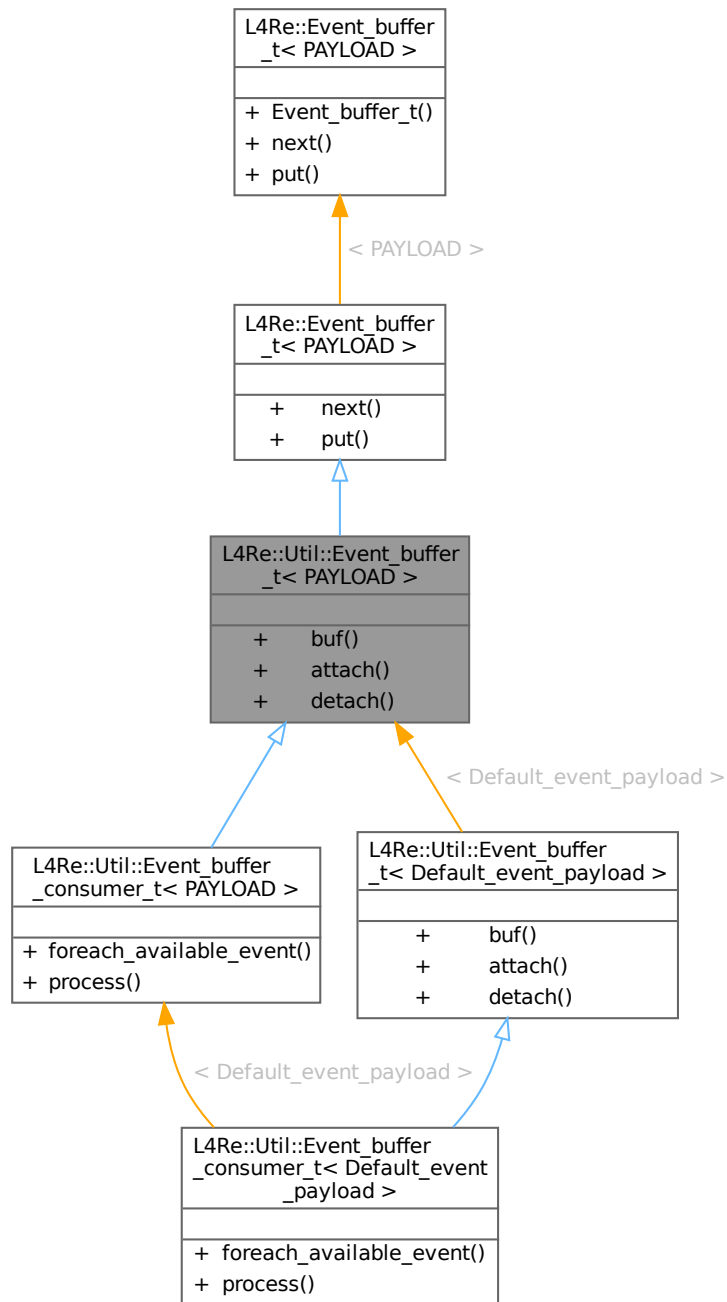 L4Re::Event_buffer
_t< PAYLOAD >
+ Event_buffer_t()
+ next()
+ put()
< PAYLOAD >
L4Re::Event_buffer
_t< PAYLOAD >
+ next()
+ put()
L4Re::Util::Event_buffer
_t< PAYLOAD >
+ buf()
+ attach()
+ detach()
< Default_event_payload >
L4Re::Util::Event_buffer
_consumer_t< PAYLOAD >
+ foreach_available_event()
+ process()
L4Re::Util::Event_buffer
_t< Default_event_payload >
+ buf()
+ attach()
+ detach()
< Default_event_payload >
L4Re::Util::Event_buffer
_consumer_t< Default_event
_payload >
+ foreach_available_event()
+ process()